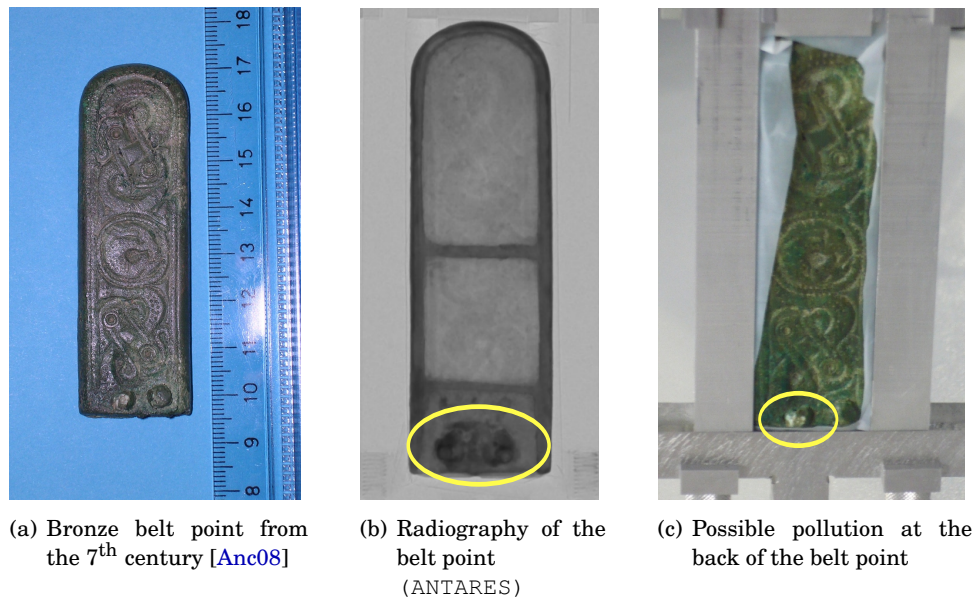 18
17
16
15
14
13
12
11
10
9
8
(a) Bronze belt point from
the 7th century [Anc08]
(b) Radiography of the
belt point
(ANTARES)
(c) Possible pollution at the
back of the belt point